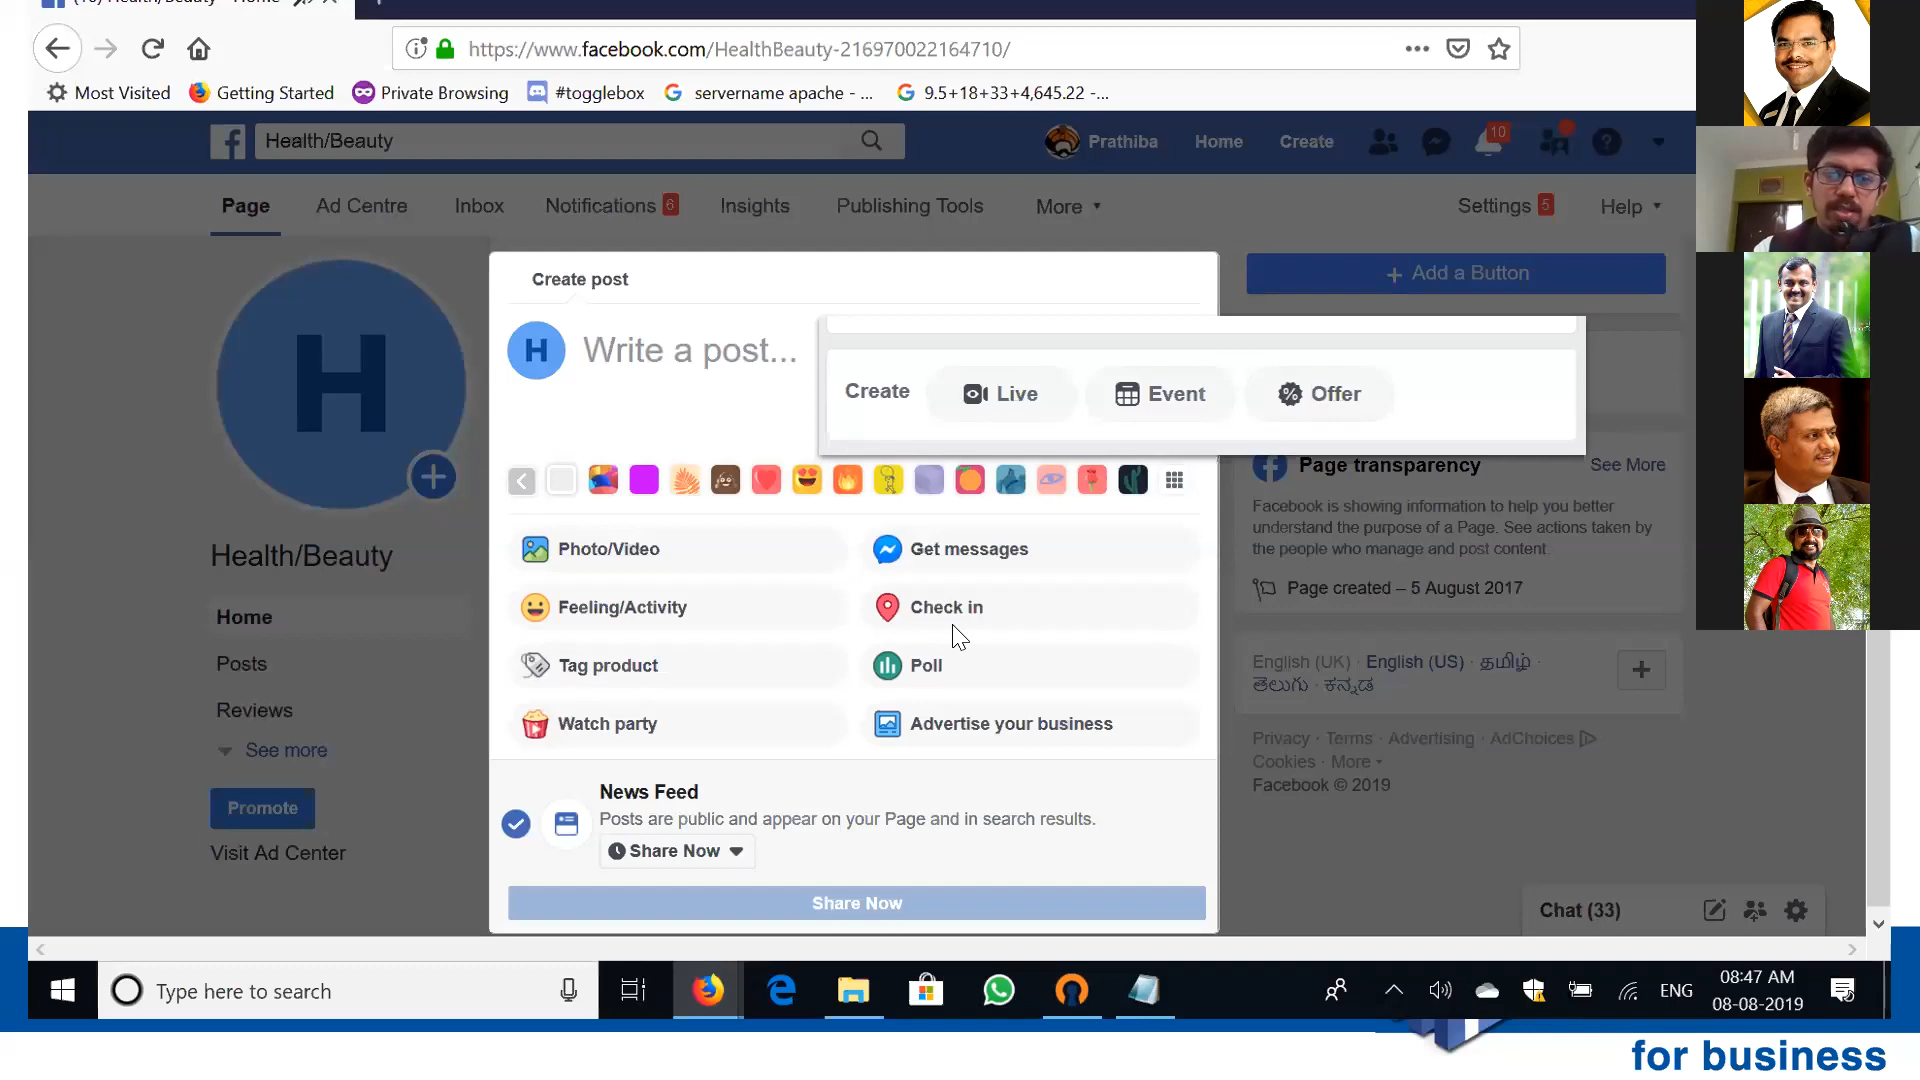 https://www.facebook.com/HealthBeauty-216970022164710/
Most Visited Getting Started Private Browsing #togglebox servername apache - ... 9.5+18+33+4,645.22 -...
Health/Beauty
Prathiba Home Create 10
Page Ad Centre Inbox Notifications 6 Insights Publishing Tools More Settings 5 Help
Create post
+ Add a Button
H
H Write a post...
Create Live Event Offer
Page transparency See More
Facebook is showing information to help you better
understand the purpose of a Page. See actions taken by
the people who manage and post content.
Page created – 5 August 2017
Health/Beauty
Home
Posts
Reviews
See more
Promote
Visit Ad Center
Photo/Video Get messages
Feeling/Activity Check in
Tag product Poll
Watch party Advertise your business
English (UK) · English (US) · தமிழ் ·
తెలుగు · ಕನ್ನಡ
Privacy · Terms · Advertising · AdChoices
Cookies · More
Facebook © 2019
News Feed
Posts are public and appear on your Page and in search results.
Share Now
Share Now
Chat (33)
Type here to search
ENG
08:47 AM
08-08-2019
for business